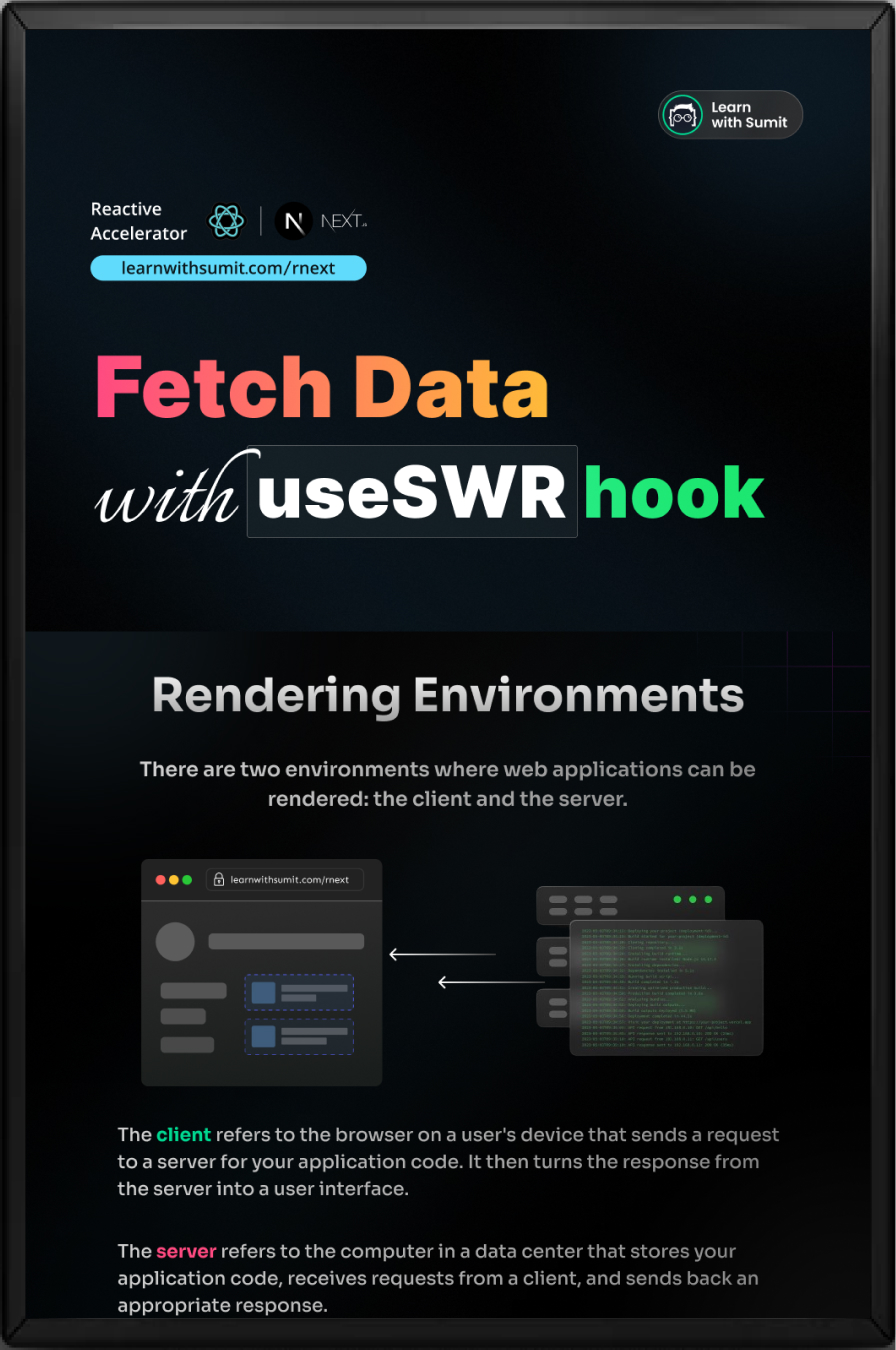 Learn
with Sumit
Reactive
Accelerator
NEXT.JS
learnwithsumit.com/rnext
Fetch Data
with useSWR hook
Rendering Environments
There are two environments where web applications can be
rendered: the client and the server.
learnwithsumit.com/rnext
The client refers to the browser on a user's device that sends a request
to a server for your application code. It then turns the response from
the server into a user interface.
The server refers to the computer in a data center that stores your
application code, receives requests from a client, and sends back an
appropriate response.